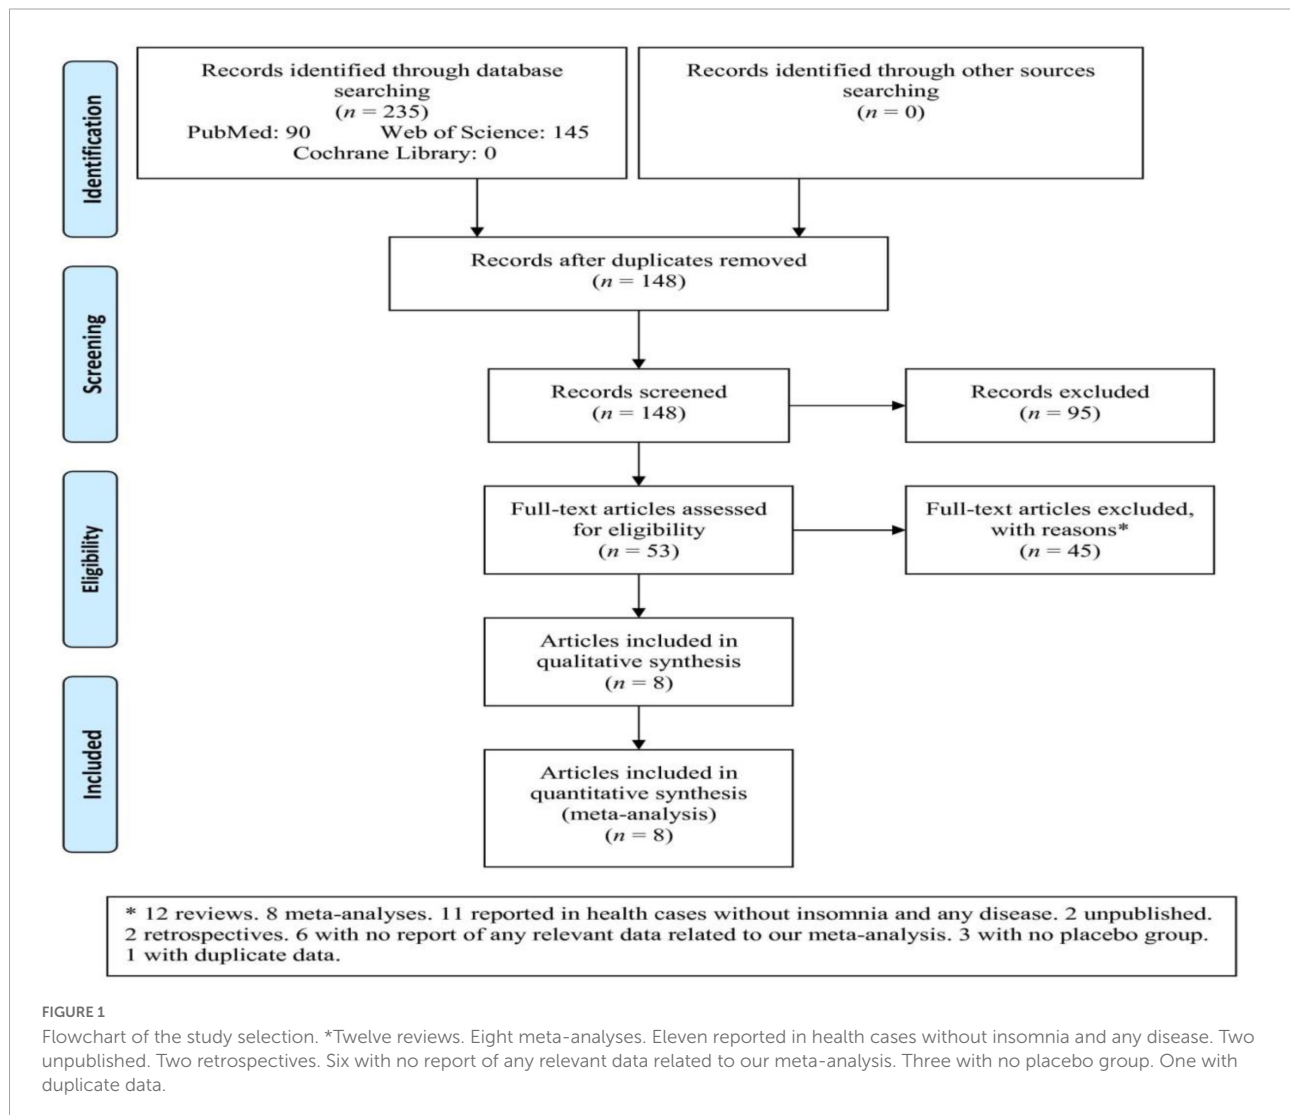 Identification
Records identified through database
searching
(n = 235)
PubMed: 90 Web of Science: 145
Cochrane Library: 0
Records identified through other sources
searching
(n = 0)
Records after duplicates removed
(n = 148)
Screening
Records screened
(n = 148)
Records excluded
(n = 95)
Eligibility
Full-text articles assessed
for eligibility
(n = 53)
Full-text articles excluded,
with reasons*
(n = 45)
Articles included in
qualitative synthesis
(n = 8)
Included
Articles included in
quantitative synthesis
(meta-analysis)
(n = 8)
* 12 reviews. 8 meta-analyses. 11 reported in health cases without insomnia and any disease. 2 unpublished.
2 retrospectives. 6 with no report of any relevant data related to our meta-analysis. 3 with no placebo group.
1 with duplicate data.
FIGURE 1
Flowchart of the study selection. *Twelve reviews. Eight meta-analyses. Eleven reported in health cases without insomnia and any disease. Two
unpublished. Two retrospectives. Six with no report of any relevant data related to our meta-analysis. Three with no placebo group. One with
duplicate data.